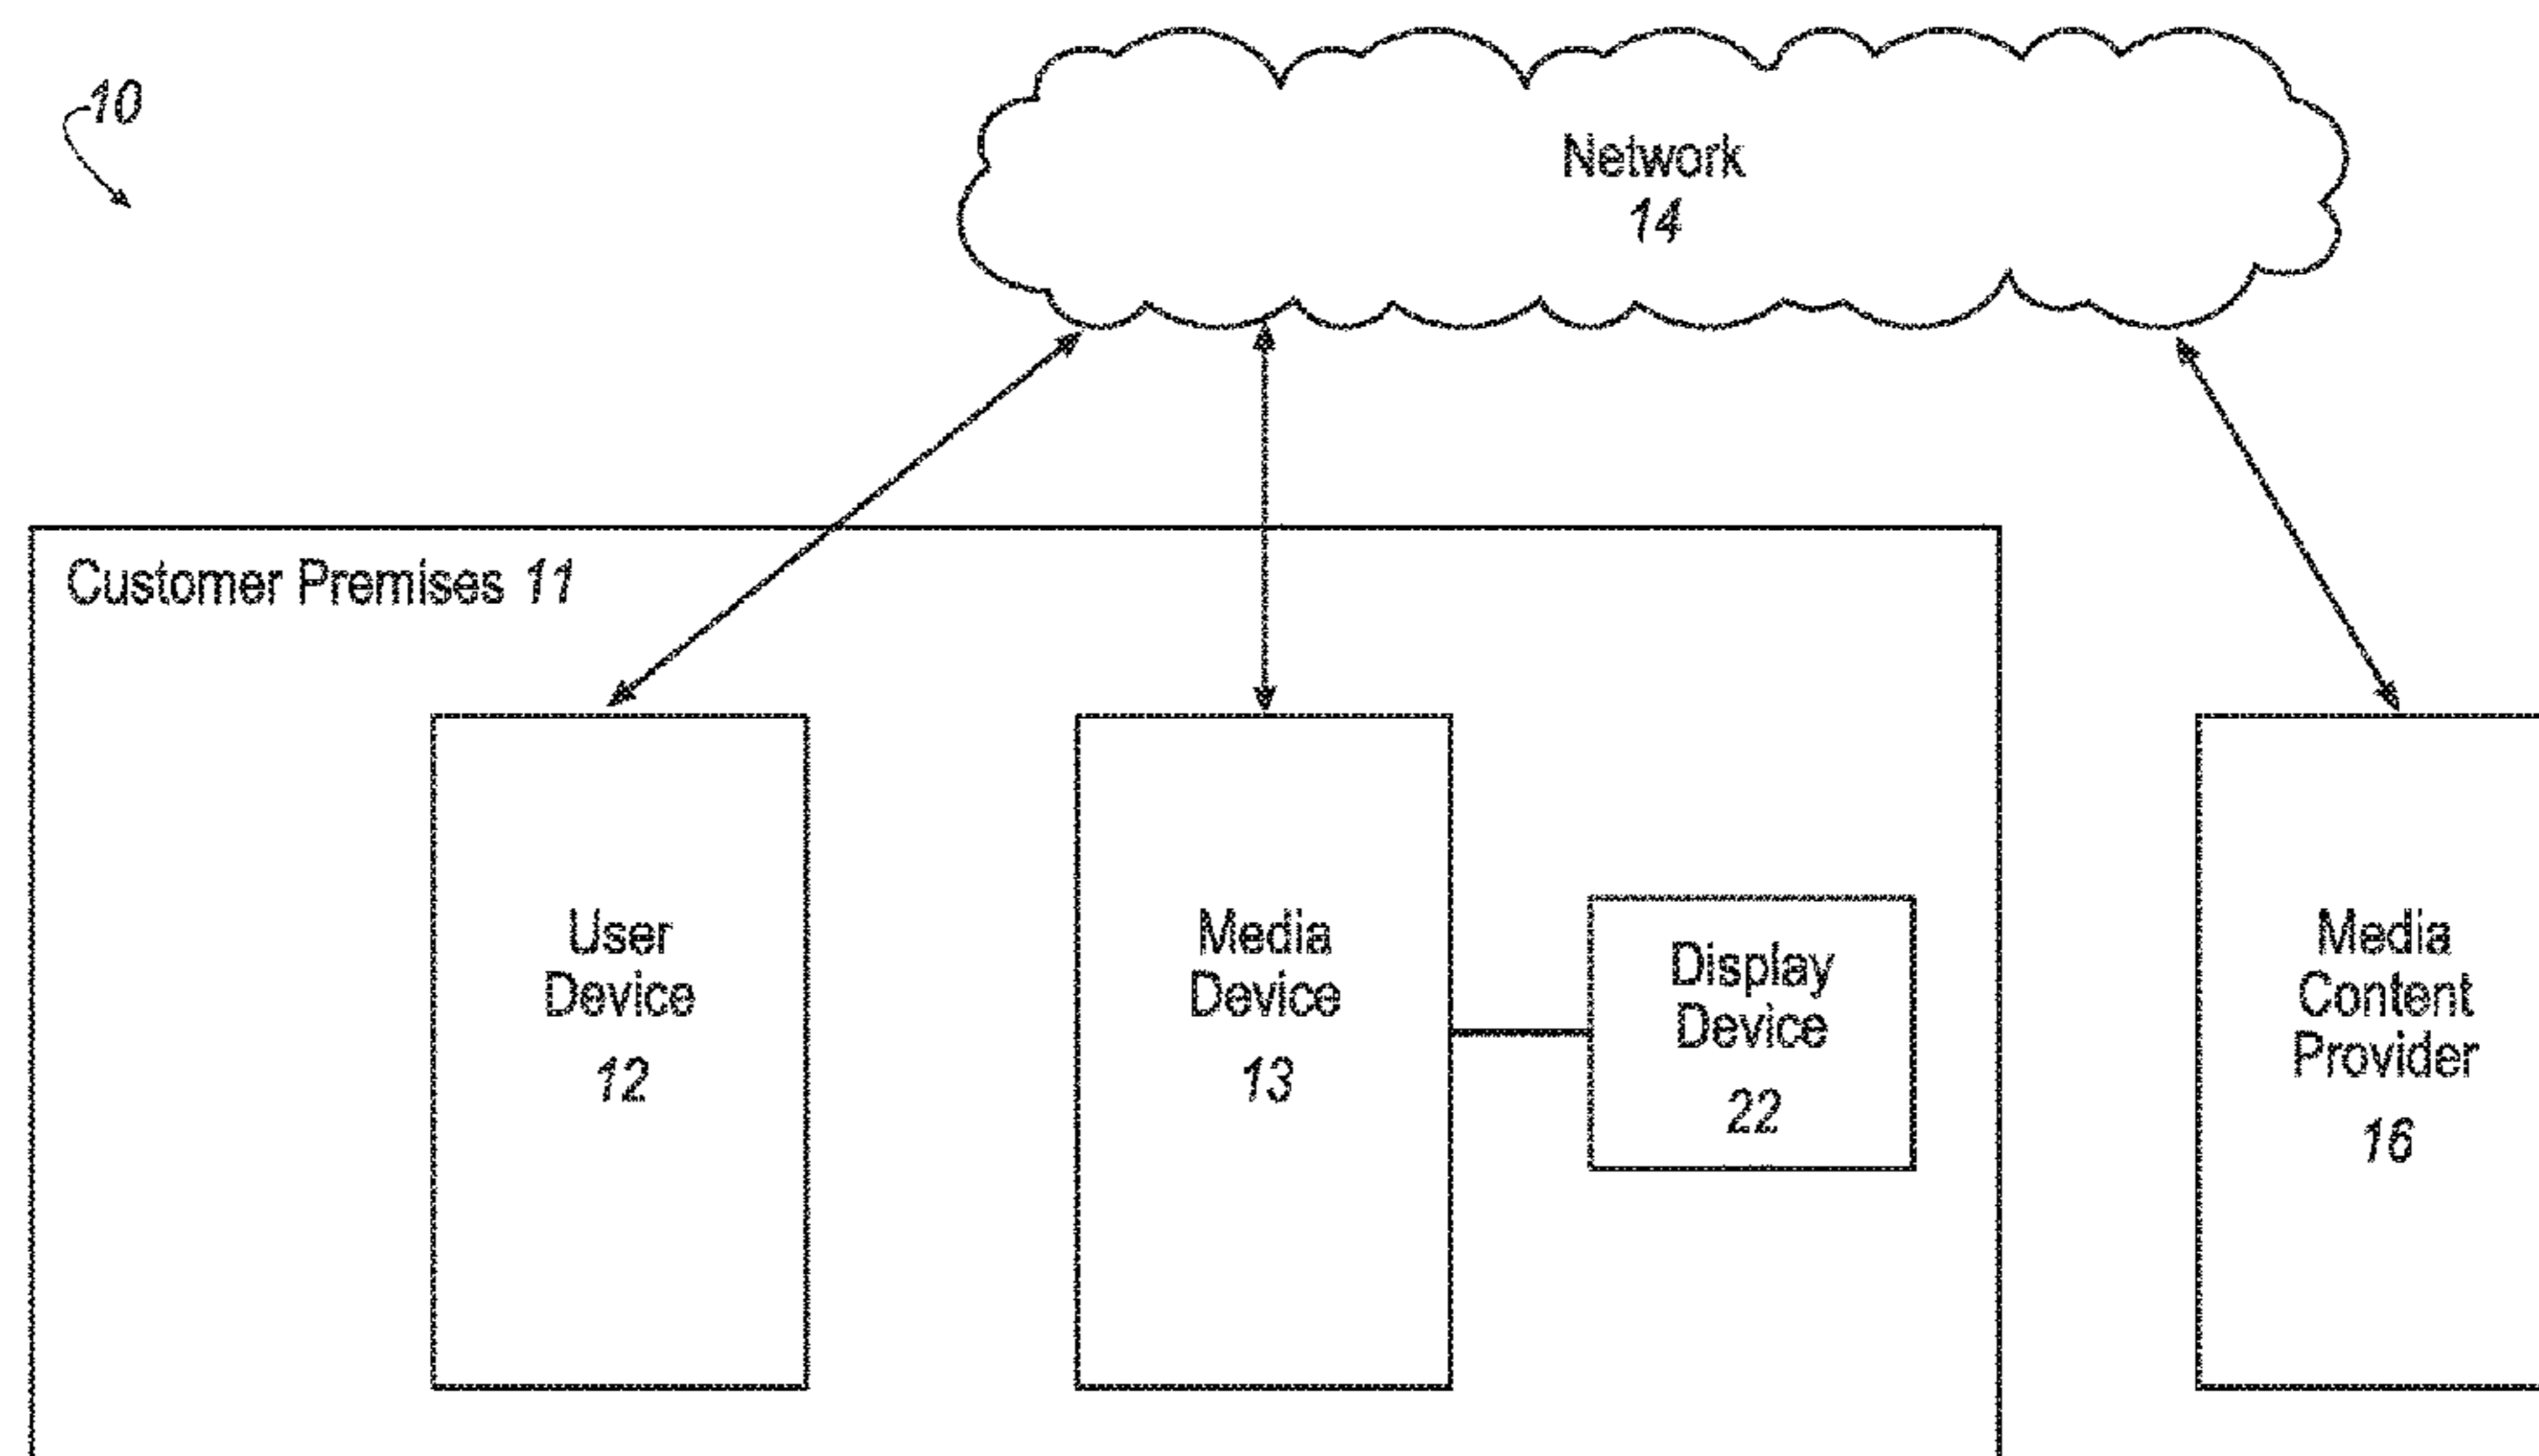 10
Network
14
Customer Premises 11
User
Device
12
Media
Device
13
Display
Device
22
Media
Content
Provider
16